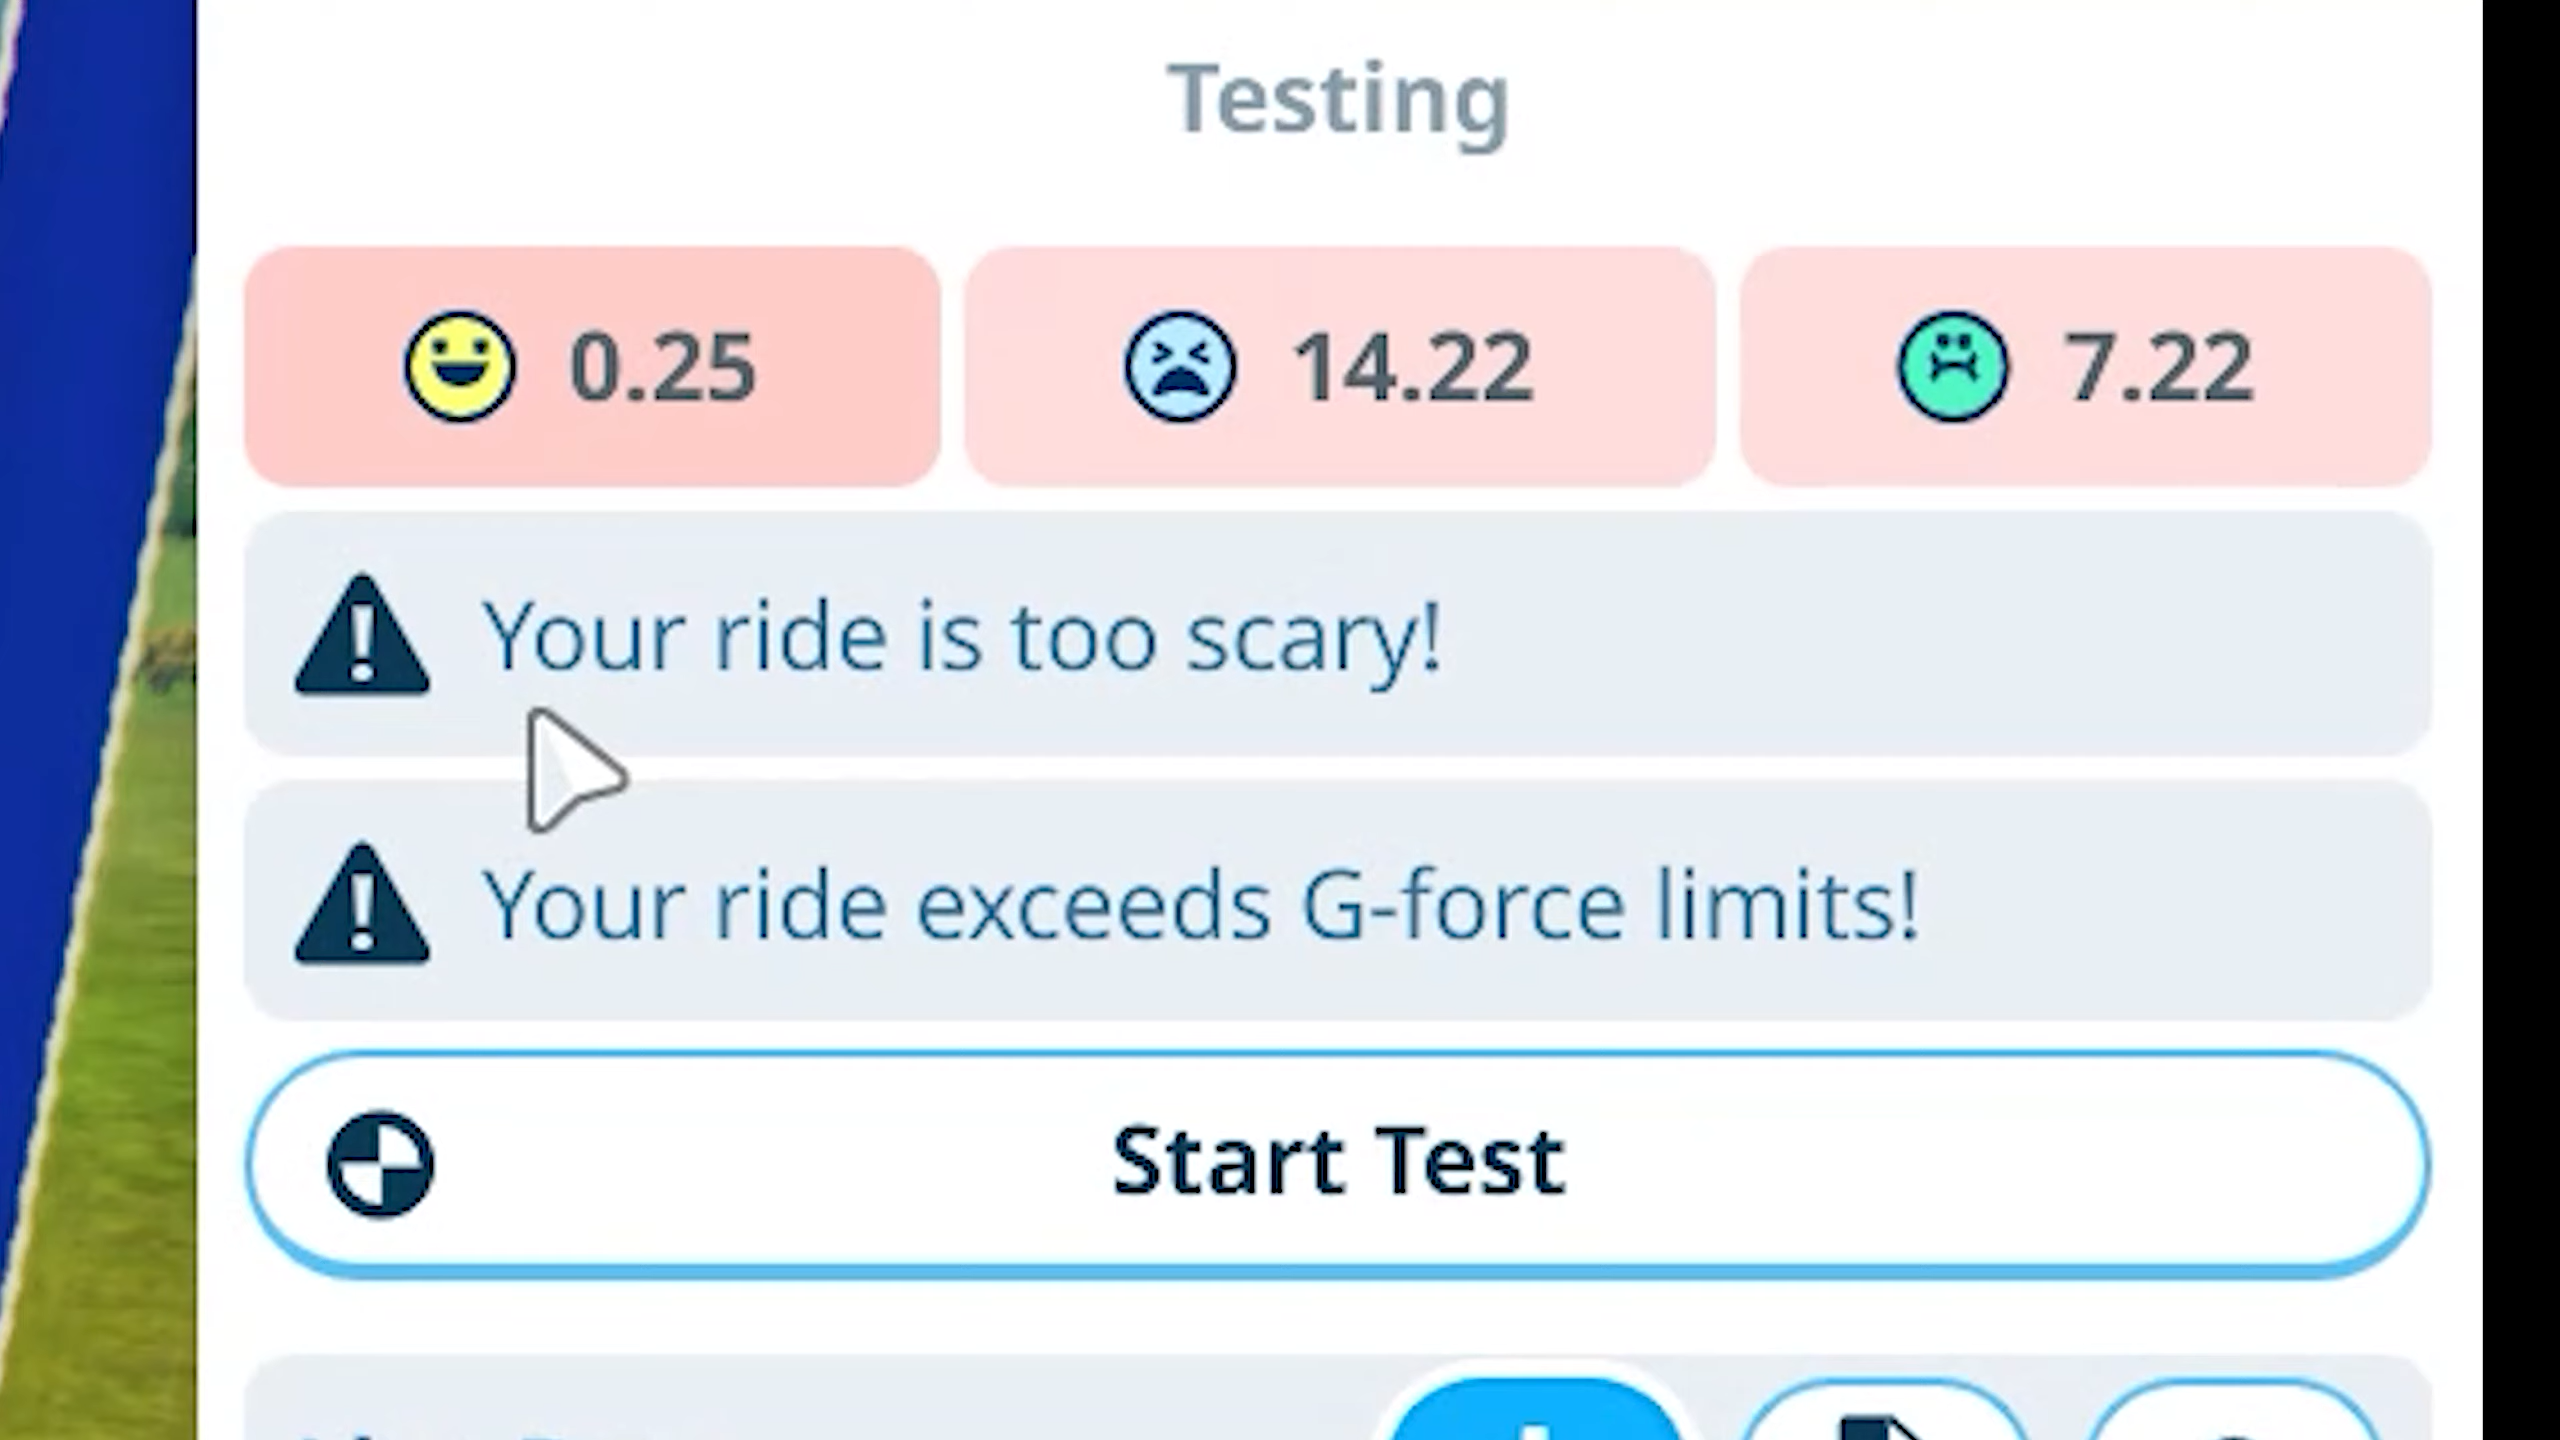 Testing
0.25 14.22 7.22
Your ride is too scary!
Your ride exceeds G-force limits!
Start Test